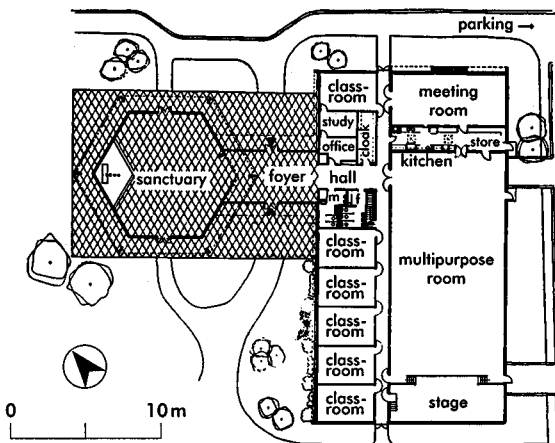 parking →
class-
room
meeting
room
study
cloak
office
store
kitchen
sanctuary
foyer
hall
m
f
class-
room
class-
room
multipurpose
room
class-
room
class-
room
class-
room
stage
0
10m